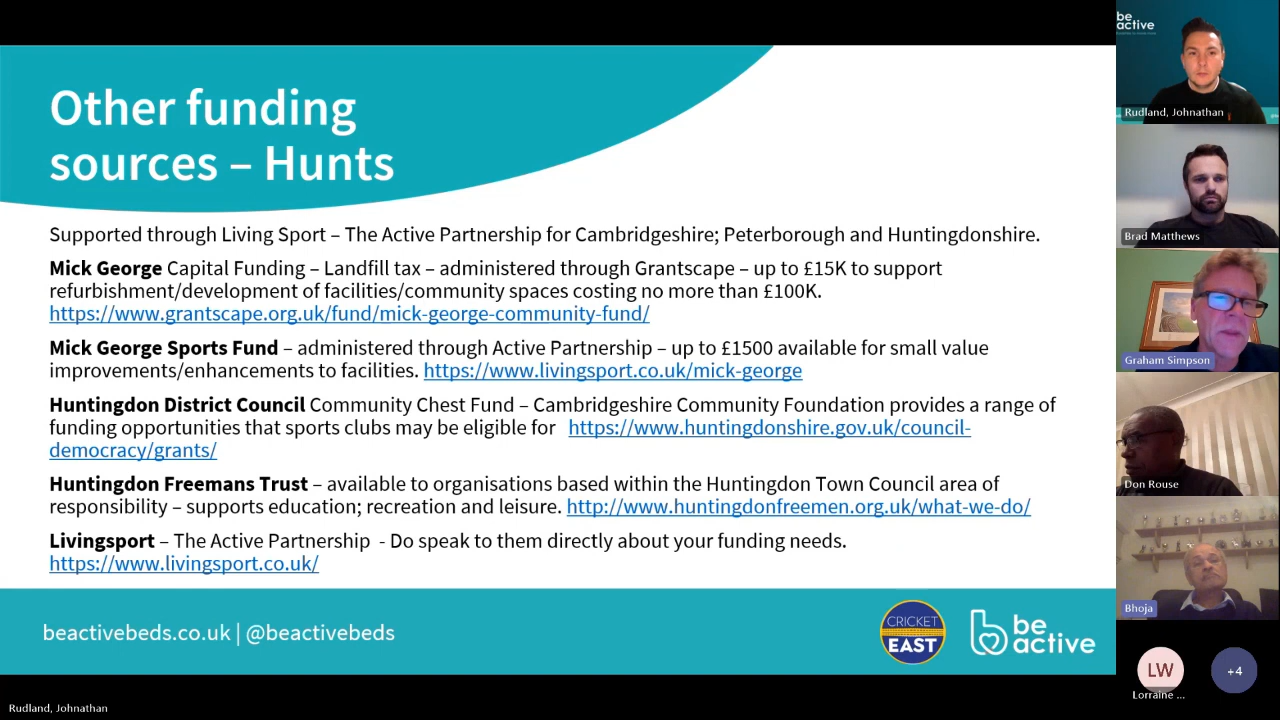 Other funding
sources – Hunts
Supported through Living Sport – The Active Partnership for Cambridgeshire; Peterborough and Huntingdonshire.
Mick George Capital Funding – Landfill tax – administered through Grantscape – up to £15K to support
refurbishment/development of facilities/community spaces costing no more than £100K.
https://www.grantscape.org.uk/fund/mick-george-community-fund/
Mick George Sports Fund – administered through Active Partnership – up to £1500 available for small value
improvements/enhancements to facilities. https://www.livingsport.co.uk/mick-george
Huntingdon District Council Community Chest Fund – Cambridgeshire Community Foundation provides a range of
funding opportunities that sports clubs may be eligible for https://www.huntingdonshire.gov.uk/council-
democracy/grants/
Huntingdon Freemans Trust – available to organisations based within the Huntingdon Town Council area of
responsibility – supports education; recreation and leisure. http://www.huntingdonfreemen.org.uk/what-we-do/
Livingsport – The Active Partnership - Do speak to them directly about your funding needs.
https://www.livingsport.co.uk/
beactivebeds.co.uk | @beactivebeds
CRICKET
EAST
be
active
Rudland, Johnathan
be
active
Rudland, Johnathan
Brad Matthews
Graham Simpson
Don Rouse
Bhoja
LW
Lorraine ...
+4